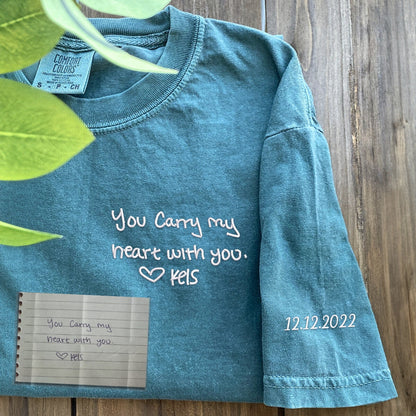 COMFORT
COLORS
S - P - CH
You Carry my
heart with you.
♡ Kels
12.12.2022
You Carry my
heart with you.
♡ Kels